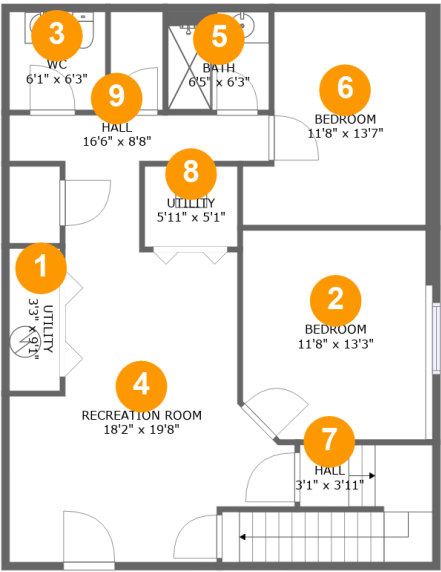 3
WC
6'1" x 6'3"
5
BATH
6'5" x 6'3"
6
BEDROOM
11'8" x 13'7"
9
HALL
16'6" x 8'8"
8
UTILITY
5'11" x 5'1"
1
UTILITY
3'3" x 9'1"
2
BEDROOM
11'8" x 13'3"
4
RECREATION ROOM
18'2" x 19'8"
7
HALL
3'1" x 3'11"